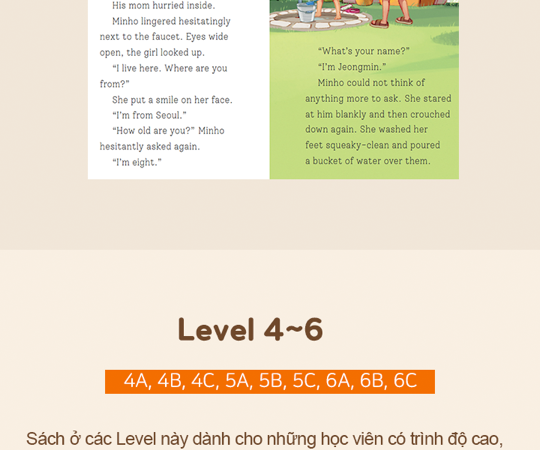 His mom hurried inside.
Minho lingered hesitatingly
next to the faucet. Eyes wide
open, the girl looked up.
“I live here. Where are you
from?”
She put a smile on her face.
“I’m from Seoul.”
“How old are you?” Minho
hesitantly asked again.
“I’m eight.”
“What’s your name?”
“I’m Jeongmin.”
Minho could not think of
anything more to ask. She stared
at him blankly and then crouched
down again. She washed her
feet squeaky-clean and poured
a bucket of water over them.
Level 4~6
4A, 4B, 4C, 5A, 5B, 5C, 6A, 6B, 6C
Sách ở các Level này dành cho những học viên có trình độ cao,